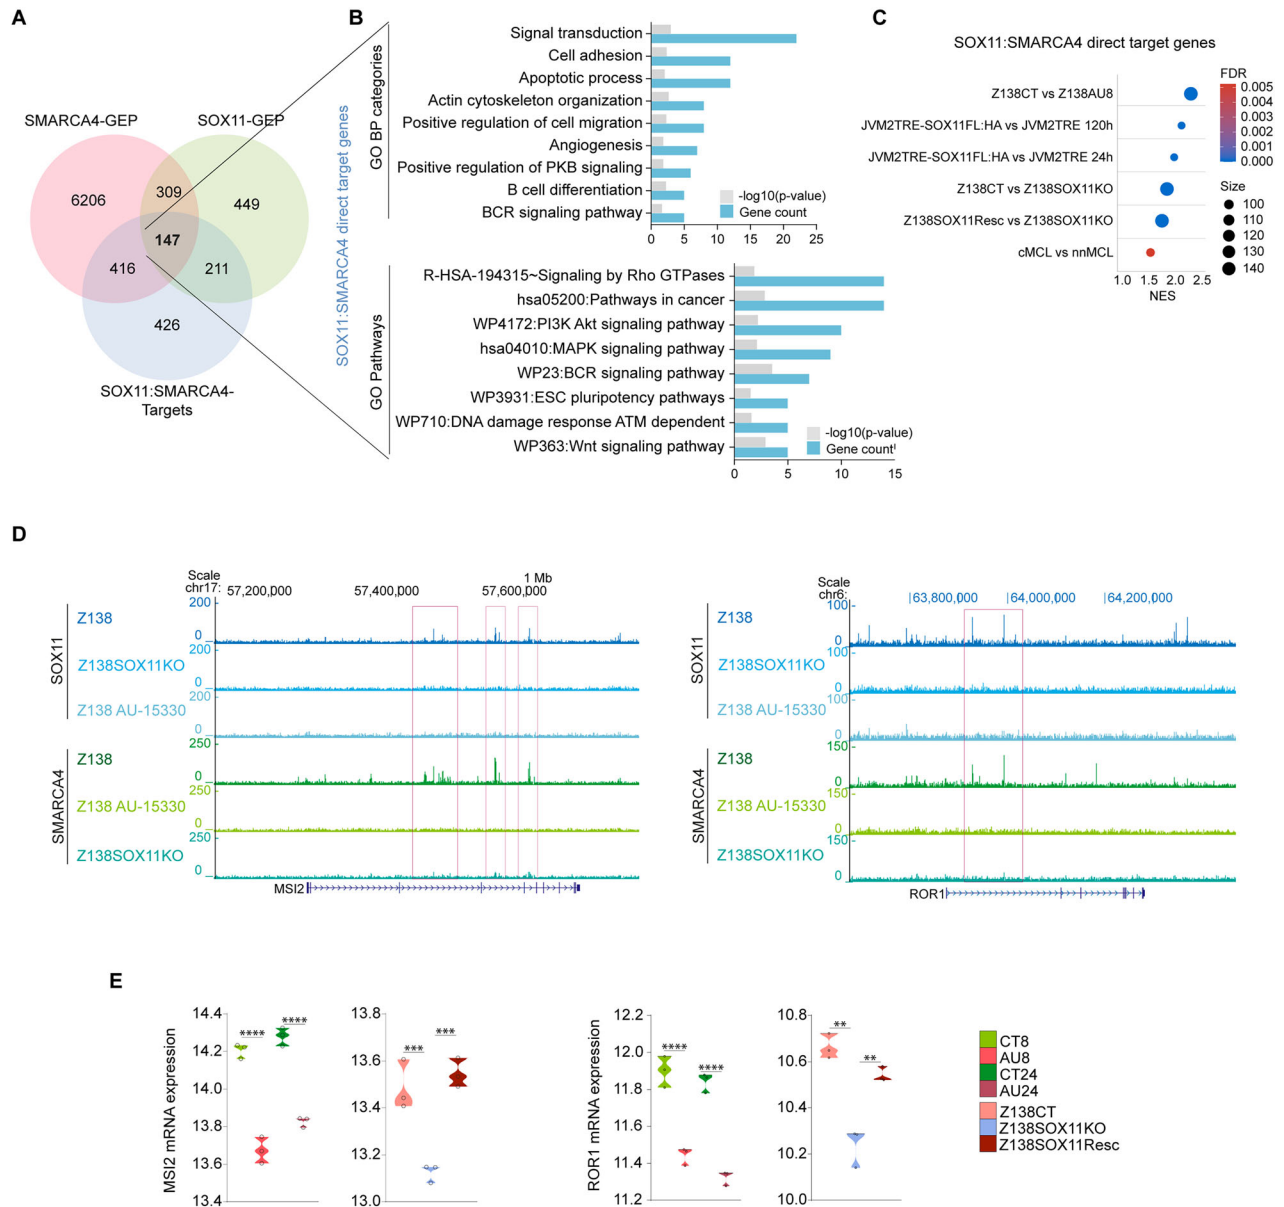 A
SMARCA4-GEP
SOX11-GEP
6206
309
449
147
416
211
426
SOX11:SMARCA4-
Targets
B
SOX11:SMARCA4 direct target genes
GO BP categories
Signal transduction
Cell adhesion
Apoptotic process
Actin cytoskeleton organization
Positive regulation of cell migration
Angiogenesis
Positive regulation of PKB signaling
B cell differentiation
BCR signaling pathway
-log10(p-value)
Gene count
0 5 10 15 20 25
GO Pathways
R-HSA-194315~Signaling by Rho GTPases
hsa05200:Pathways in cancer
WP4172:PI3K Akt signaling pathway
hsa04010:MAPK signaling pathway
WP23:BCR signaling pathway
WP3931:ESC pluripotency pathways
WP710:DNA damage response ATM dependent
WP363:Wnt signaling pathway
-log10(p-value)
Gene count
0 5 10 15
C
SOX11:SMARCA4 direct target genes
Z138CT vs Z138AU8
JVM2TRE-SOX11FL:HA vs JVM2TRE 120h
JVM2TRE-SOX11FL:HA vs JVM2TRE 24h
Z138CT vs Z138SOX11KO
Z138SOX11Resc vs Z138SOX11KO
cMCL vs nnMCL
1.0 1.5 2.0 2.5
NES
FDR
0.005
0.004
0.003
0.002
0.001
0.000
Size
100
110
120
130
140
D
Scale
chr17:
1 Mb
57,200,000 57,400,000 57,600,000
SOX11
200
Z138
0
200
Z138SOX11KO
0
200
Z138 AU-15330
0
SMARCA4
250
Z138
0
250
Z138 AU-15330
0
250
Z138SOX11KO
0
MSI2
Scale
chr6:
|63,800,000 |64,000,000 |64,200,000
SOX11
100
Z138
0
100
Z138SOX11KO
0
100
Z138 AU-15330
0
SMARCA4
150
Z138
0
150
Z138 AU-15330
0
150
Z138SOX11KO
0
ROR1
E
MSI2 mRNA expression
14.4
14.2
14.0
13.8
13.6
13.4
**** ****
13.8
13.6
13.4
13.2
13.0
*** ***
ROR1 mRNA expression
12.2
12.0
11.8
11.6
11.4
11.2
**** ****
10.8
10.6
10.4
10.2
10.0
** **
CT8
AU8
CT24
AU24
Z138CT
Z138SOX11KO
Z138SOX11Resc